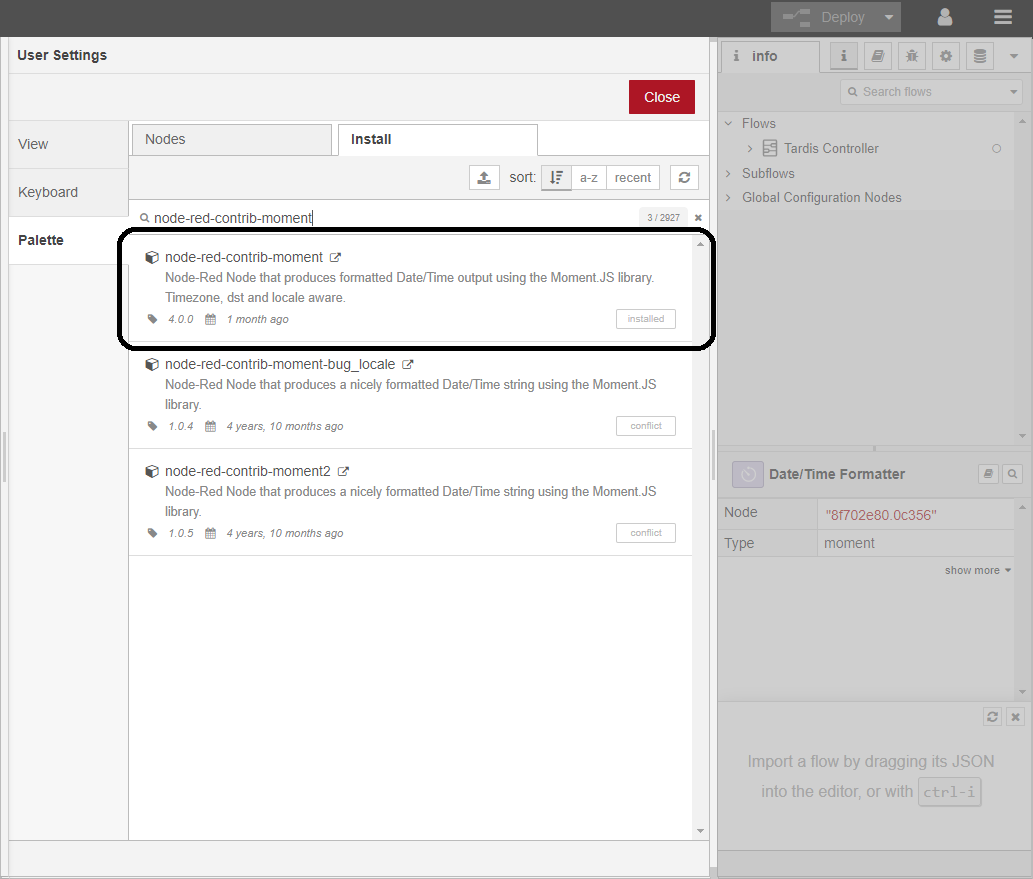 Deploy
User Settings
Close
View
Keyboard
Palette
Nodes
Install
sort: a-z recent
node-red-contrib-moment
3 / 2927
node-red-contrib-moment
Node-Red Node that produces formatted Date/Time output using the Moment.JS library.
Timezone, dst and locale aware.
4.0.0 1 month ago
installed
node-red-contrib-moment-bug_locale
Node-Red Node that produces a nicely formatted Date/Time string using the Moment.JS
library.
1.0.4 4 years, 10 months ago
conflict
node-red-contrib-moment2
Node-Red Node that produces a nicely formatted Date/Time string using the Moment.JS
library.
1.0.5 4 years, 10 months ago
conflict
info
Search flows
Flows
Tardis Controller
Subflows
Global Configuration Nodes
Date/Time Formatter
Node "8f702e80.0c356"
Type moment
show more
Import a flow by dragging its JSON
into the editor, or with ctrl-i